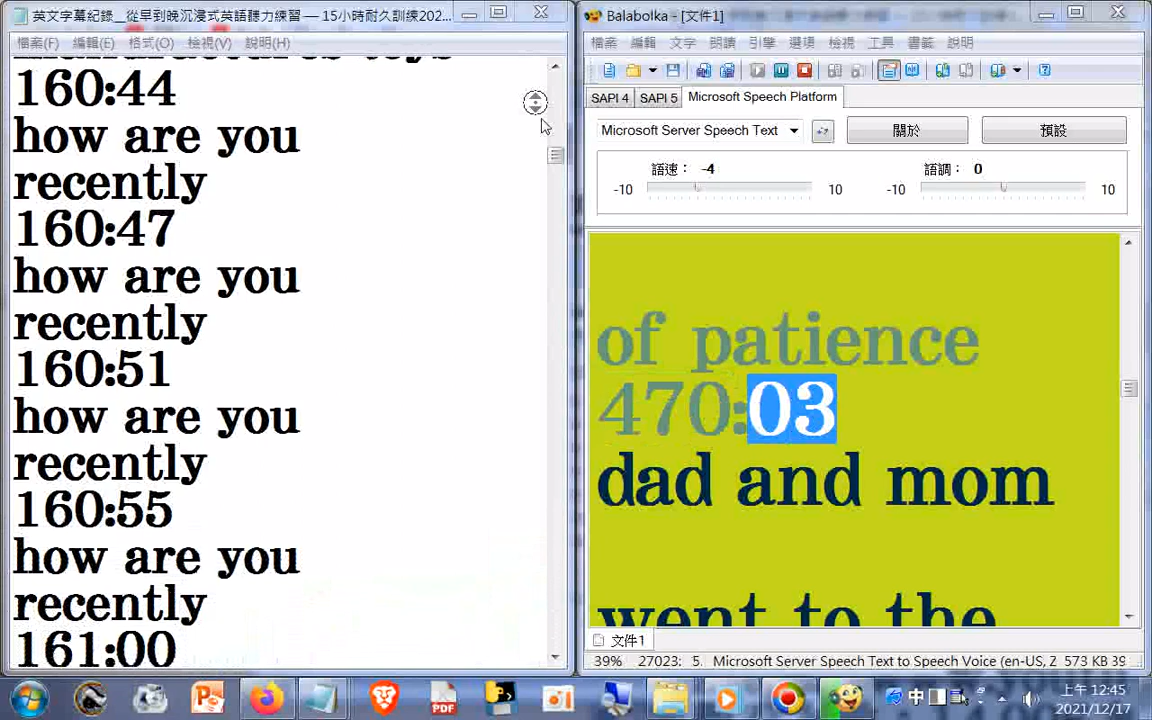 英文字幕紀錄__從早到晚沉浸式英語聽力練習 — 15小時耐久訓練202...
檔案(F) 編輯(E) 格式(O) 檢視(V) 說明(H)
160:44
how are you
recently
160:47
how are you
recently
160:51
how are you
recently
160:55
how are you
recently
161:00
Balabolka - [文件1]
檔案 編輯 文字 朗讀 引擎 選項 檢視 工具 書籤 說明
SAPI 4 SAPI 5 Microsoft Speech Platform
Microsoft Server Speech Text 關於 預設
語速： -4 語調： 0
-10 10 -10 10
of patience
470:03
dad and mom
went to the
文件1
39% 27023: 5. Microsoft Server Speech Text to Speech Voice (en-US, 2 573 KB 39
PDF
中
上午 12:45
2021/12/17